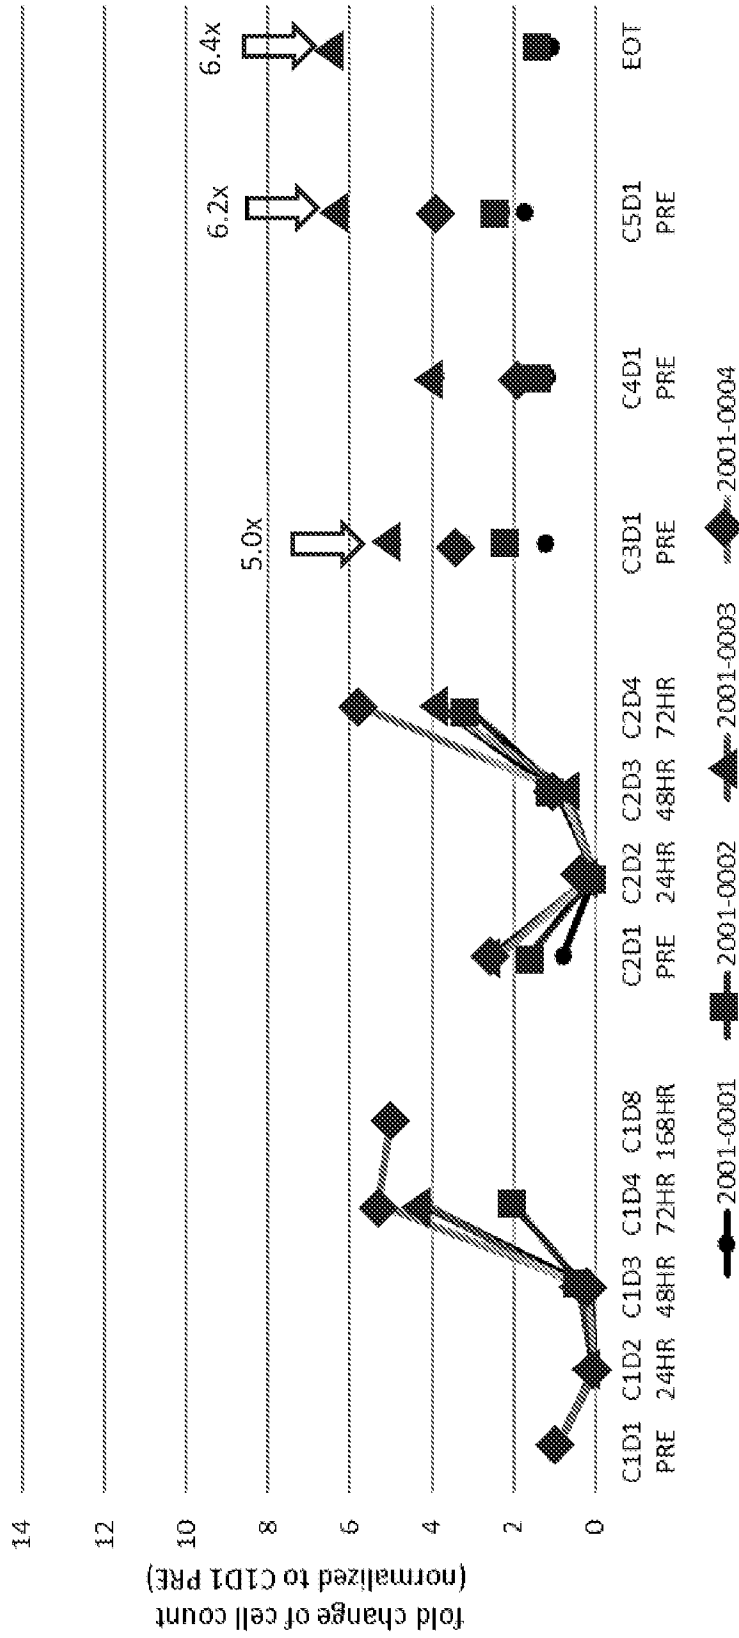 fold change of cell count
(normalized to C1D1 PRE)
14
12
10
8
6
4
2
0
5.0x
6.2x
6.4x
C1D1 C1D2 C1D3 C1D4 C1D8 C2D1 C2D2 C2D3 C2D4 C3D1 C4D1 C5D1 EOT
PRE 24HR 48HR 72HR 168HR PRE 24HR 48HR 72HR PRE PRE PRE
2001-0001 2001-0002 2001-0003 2001-0004